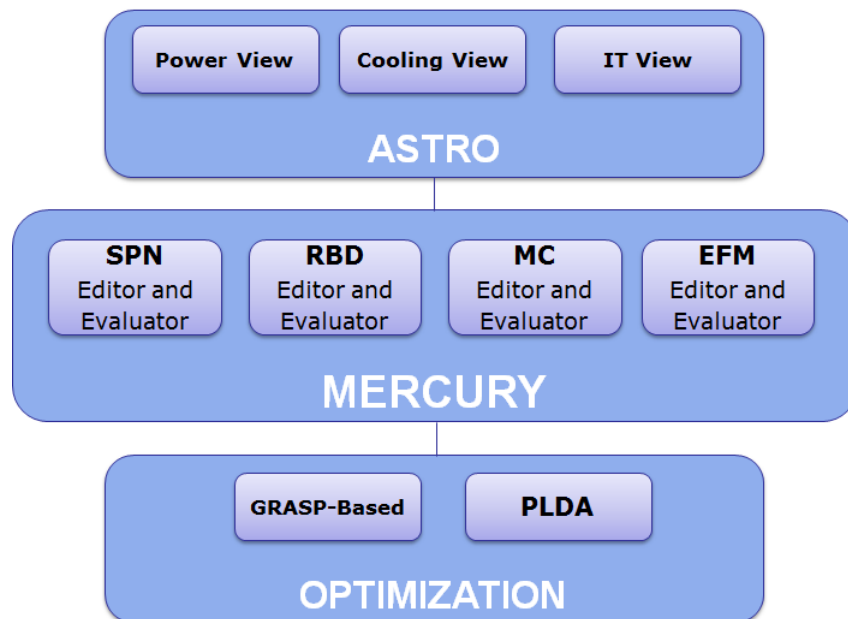 Power View
Cooling View
IT View
ASTRO
SPN
Editor and
Evaluator
RBD
Editor and
Evaluator
MC
Editor and
Evaluator
EFM
Editor and
Evaluator
MERCURY
GRASP-Based
PLDA
OPTIMIZATION